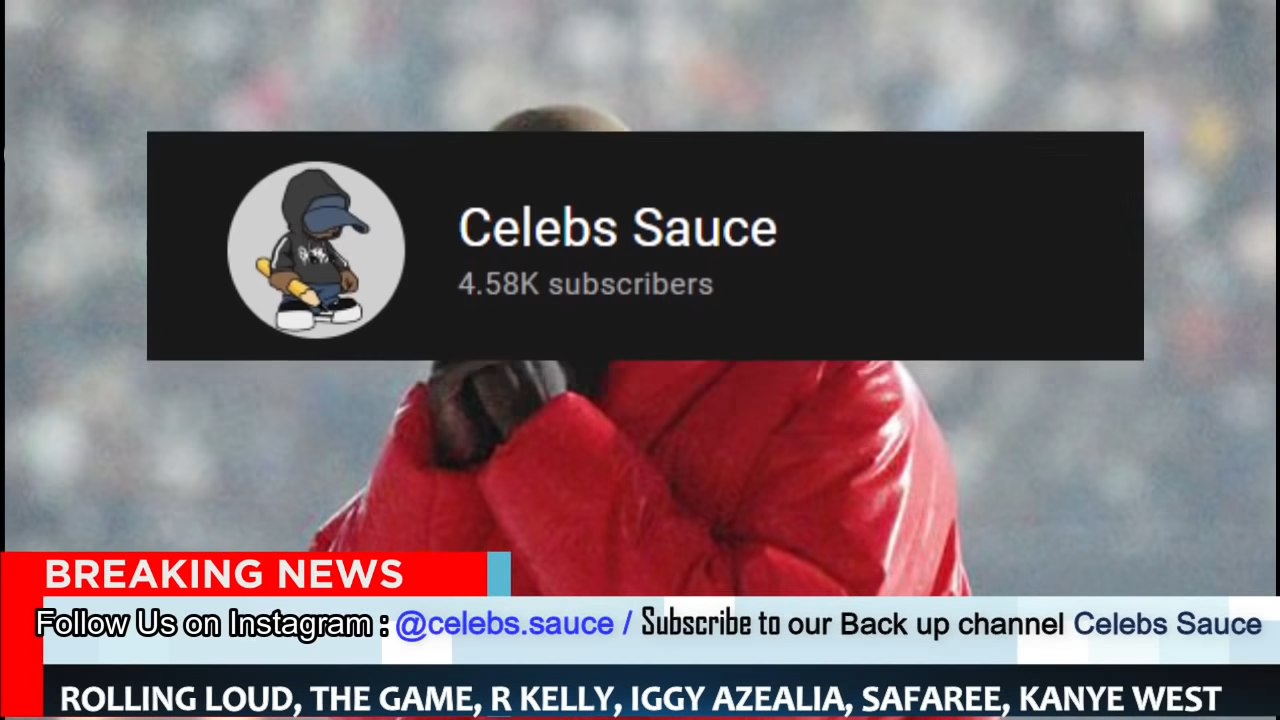 Celebs Sauce
4.58K subscribers
BREAKING NEWS
Follow Us on Instagram : @celebs.sauce / Subscribe to our Back up channel Celebs Sauce
ROLLING LOUD, THE GAME, R KELLY, IGGY AZEALIA, SAFAREE, KANYE WEST